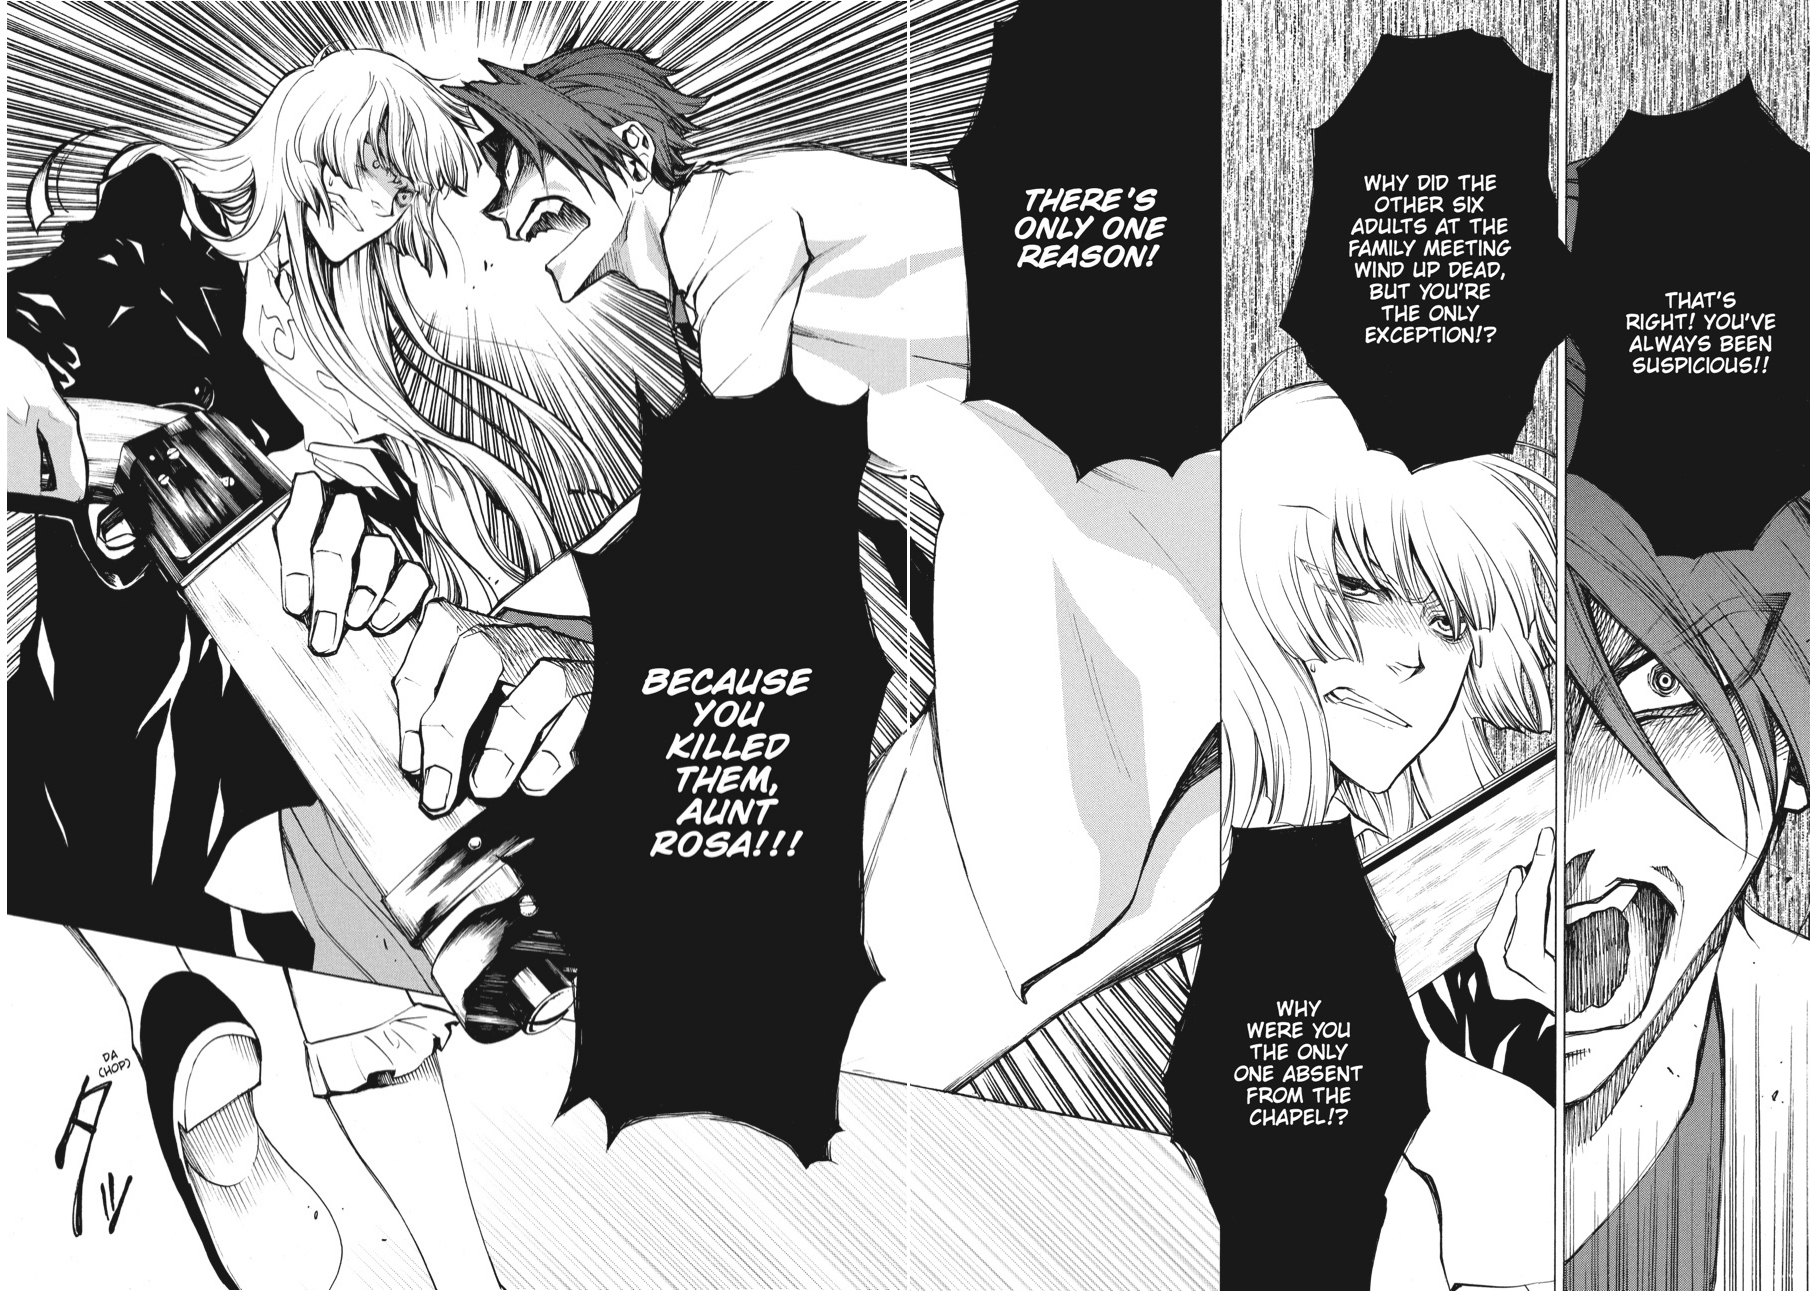 THAT'S
RIGHT! YOU'VE
ALWAYS BEEN
SUSPICIOUS!!
WHY DID THE
OTHER SIX
ADULTS AT THE
FAMILY MEETING
WIND UP DEAD,
BUT YOU'RE
THE ONLY
EXCEPTION!?
WHY
WERE YOU
THE ONLY
ONE ABSENT
FROM THE
CHAPEL!?
THERE'S
ONLY ONE
REASON!
BECAUSE
YOU
KILLED
THEM,
AUNT
ROSA!!!
DA
(HOP)
ダッ